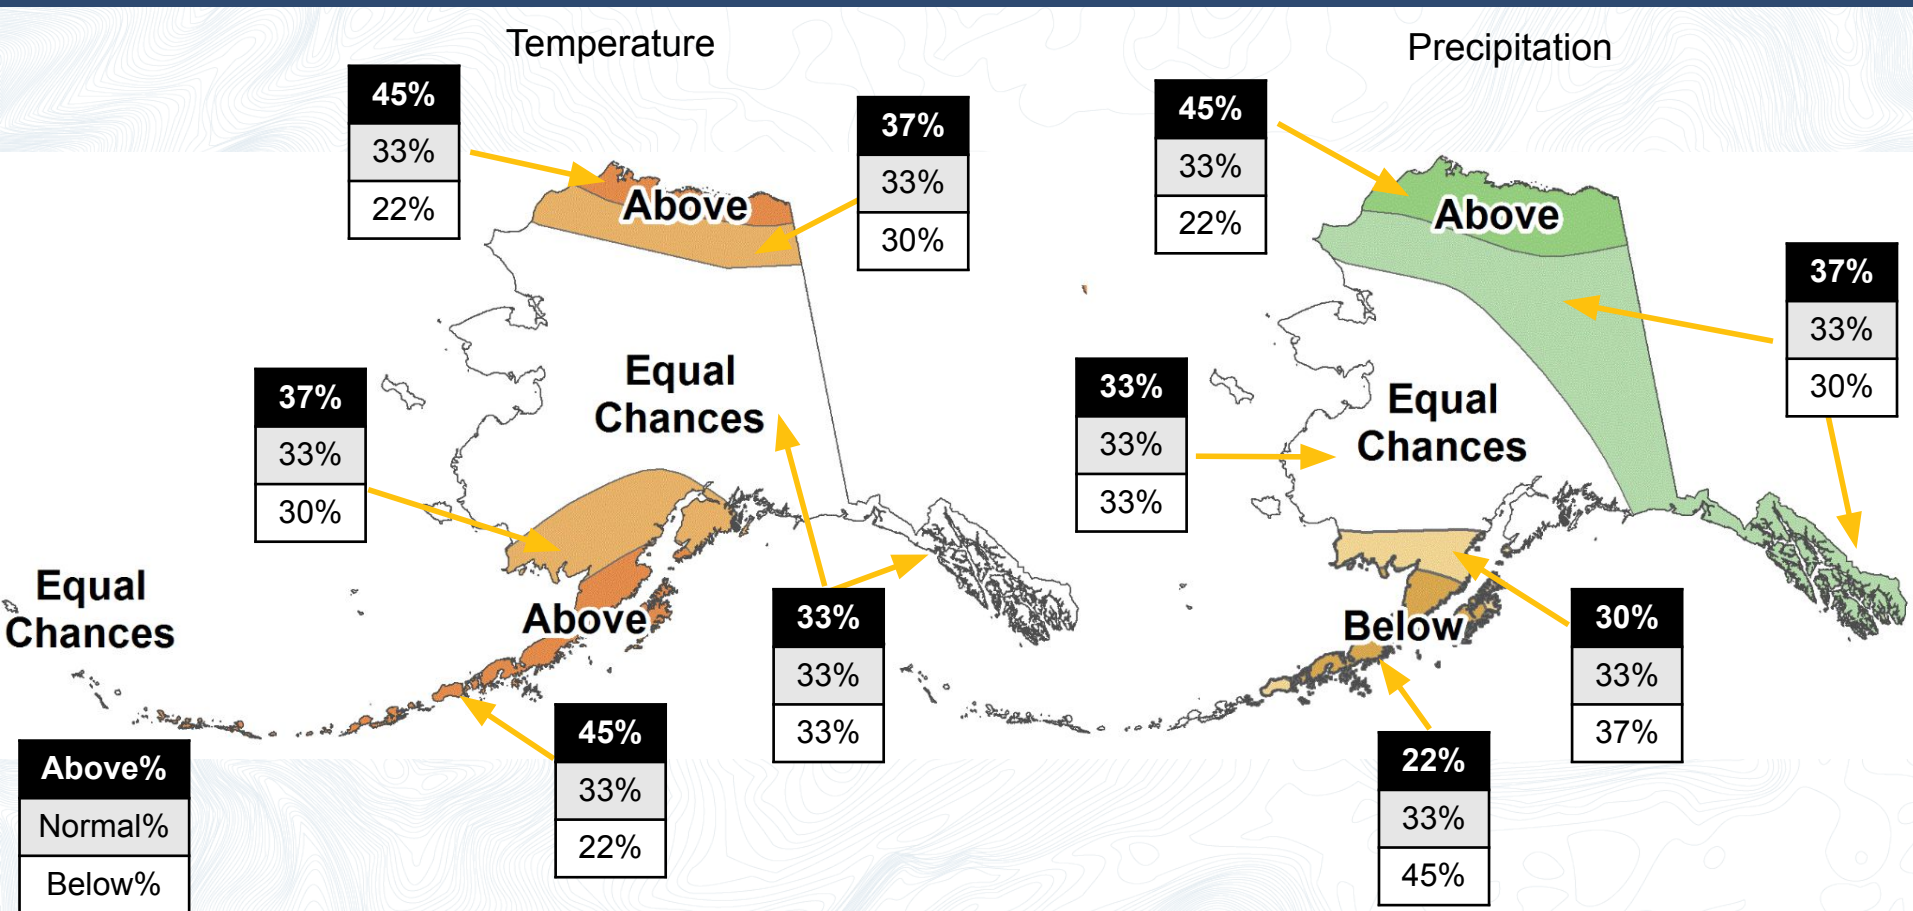 Temperature
45%
33%
22%
37%
33%
30%
Above
Equal
Chances
37%
33%
30%
Equal
Chances
Above
33%
33%
33%
45%
33%
22%
Above%
Normal%
Below%
Precipitation
45%
33%
22%
Above
37%
33%
30%
33%
33%
33%
Equal
Chances
Below
30%
33%
37%
22%
33%
45%